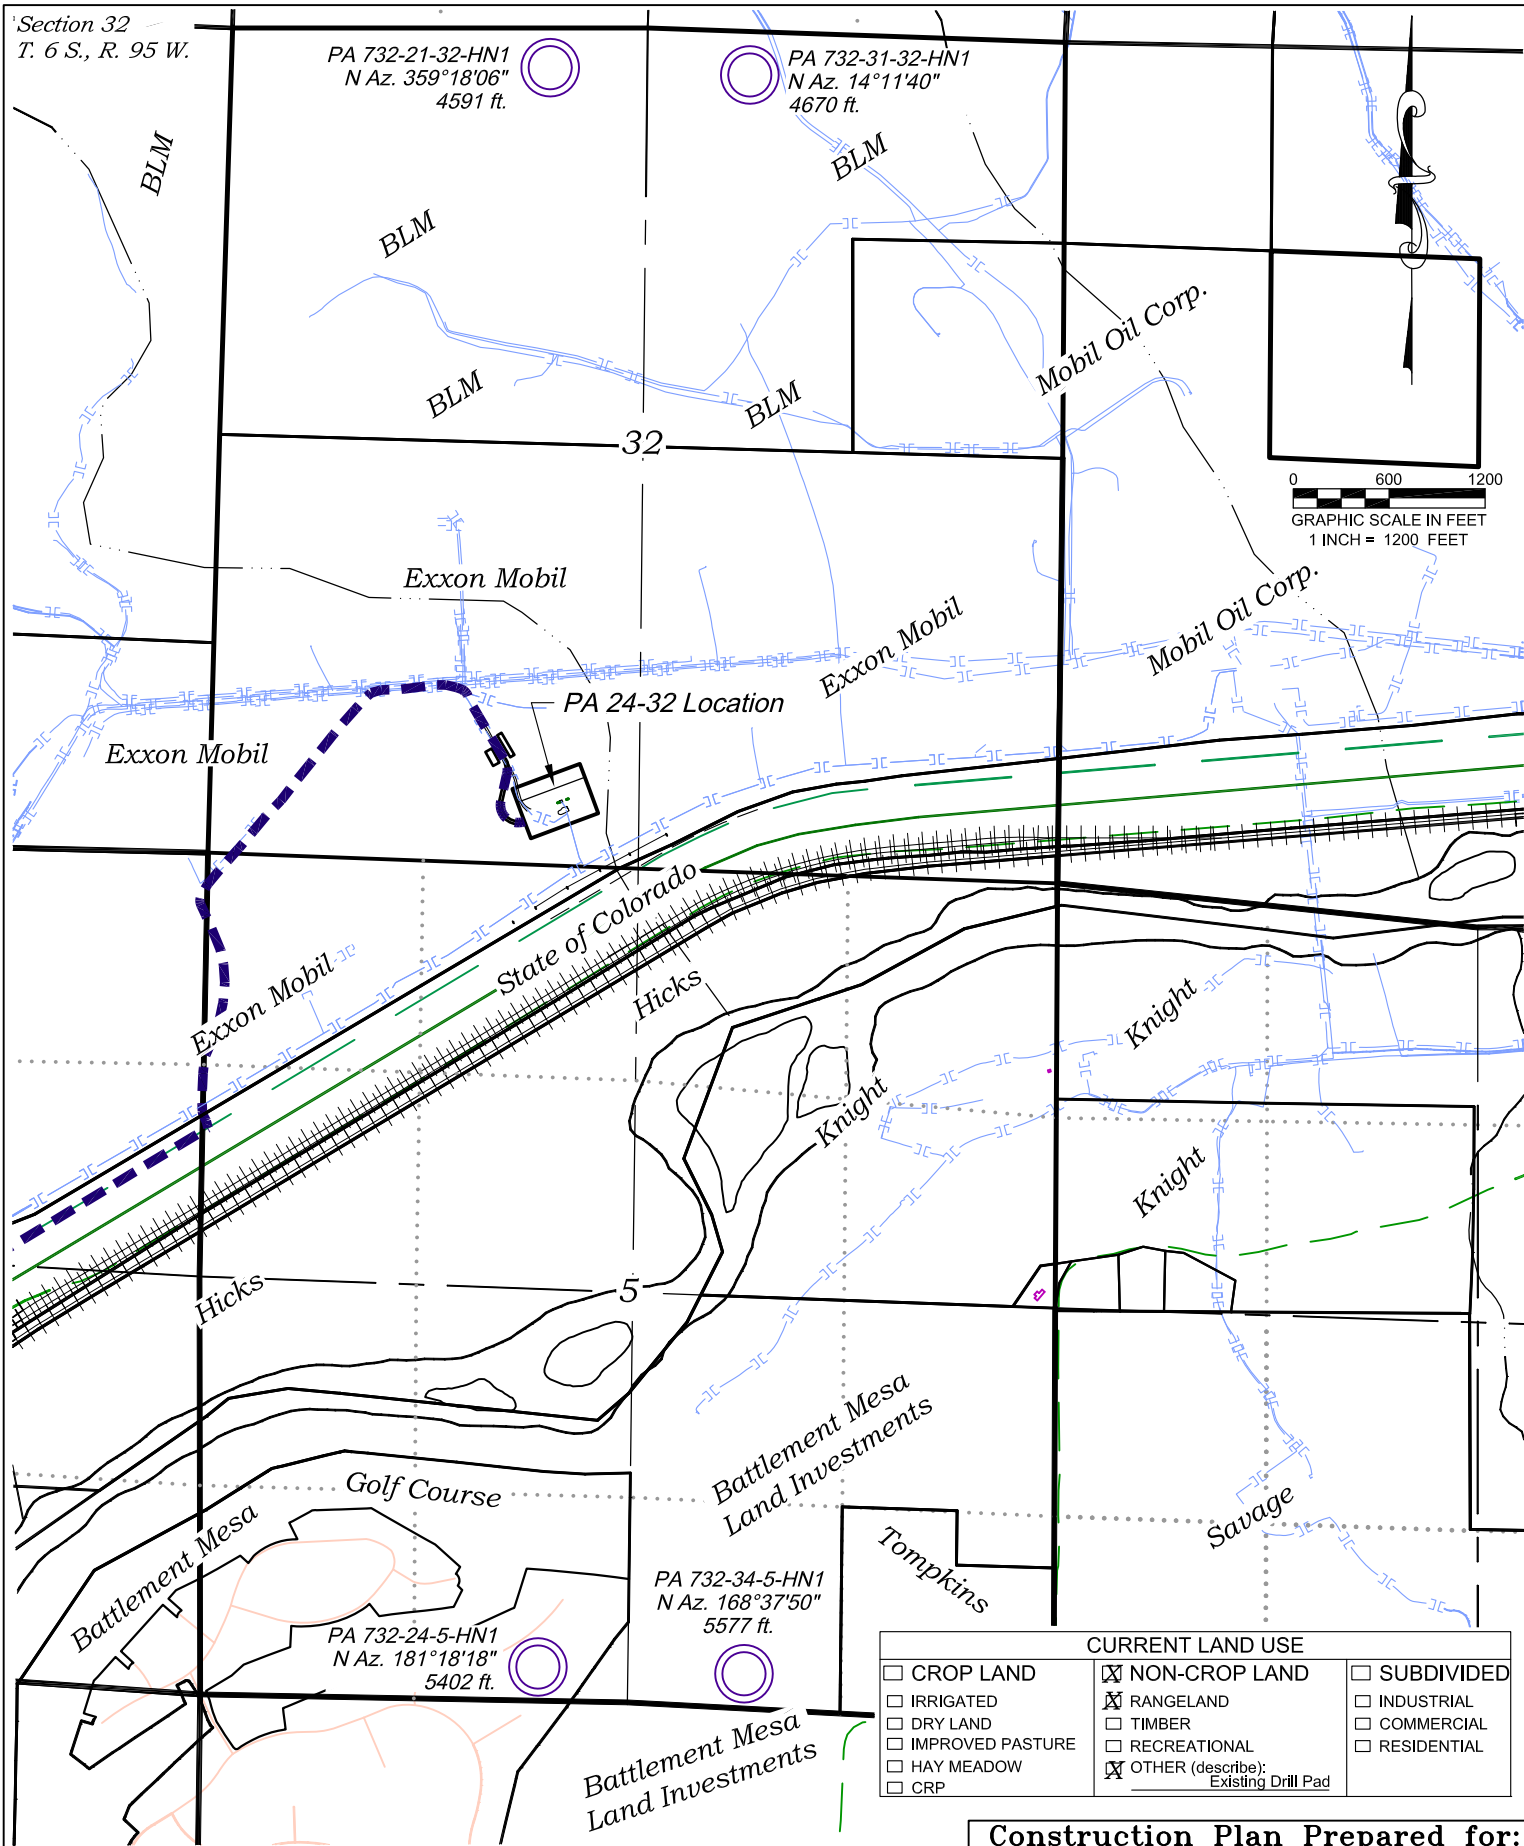 Section 32
T. 6 S., R. 95 W.
PA 732-21-32-HN1
N Az. 359°18'06"
4591 ft.
PA 732-31-32-HN1
N Az. 14°11'40"
4670 ft.
BLM
BLM
BLM
BLM
BLM
Mobil Oil Corp.
32
0 600 1200
GRAPHIC SCALE IN FEET
1 INCH = 1200 FEET
Exxon Mobil
Exxon Mobil
Mobil Oil Corp.
PA 24-32 Location
Exxon Mobil
State of Colorado
Exxon Mobil
Hicks
Knight
Knight
Knight
Hicks
5
Battlement Mesa
Land Investments
Golf Course
Battlement Mesa
Savage
Tompkins
PA 732-34-5-HN1
N Az. 168°37'50"
5577 ft.
PA 732-24-5-HN1
N Az. 181°18'18"
5402 ft.
Battlement Mesa
Land Investments
CURRENT LAND USE
CROP LAND
IRRIGATED
DRY LAND
IMPROVED PASTURE
HAY MEADOW
CRP
X NON-CROP LAND
X RANGELAND
TIMBER
RECREATIONAL
X OTHER (describe):
Existing Drill Pad
SUBDIVIDED
INDUSTRIAL
COMMERCIAL
RESIDENTIAL
Construction Plan Prepared for: